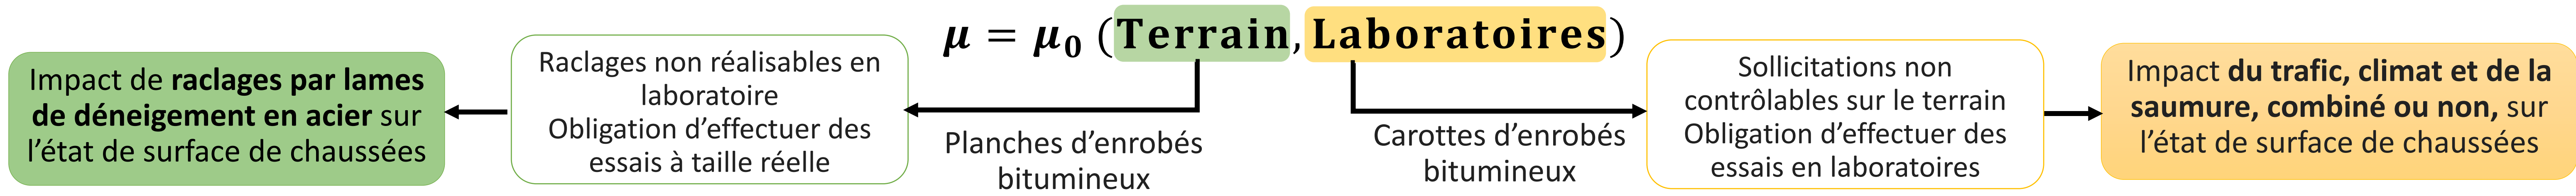 μ = μ₀ (Terrain, Laboratoires)
Impact de raclages par lames
de déneigement en acier sur
l'état de surface de chaussées
Raclages non réalisables en
laboratoire
Obligation d'effectuer des
essais à taille réelle
Planches d'enrobés
bitumineux
Carottes d'enrobés
bitumineux
Sollicitations non
contrôlables sur le terrain
Obligation d'effectuer des
essais en laboratoires
Impact du trafic, climat et de la
saumure, combiné ou non, sur
l'état de surface de chaussées